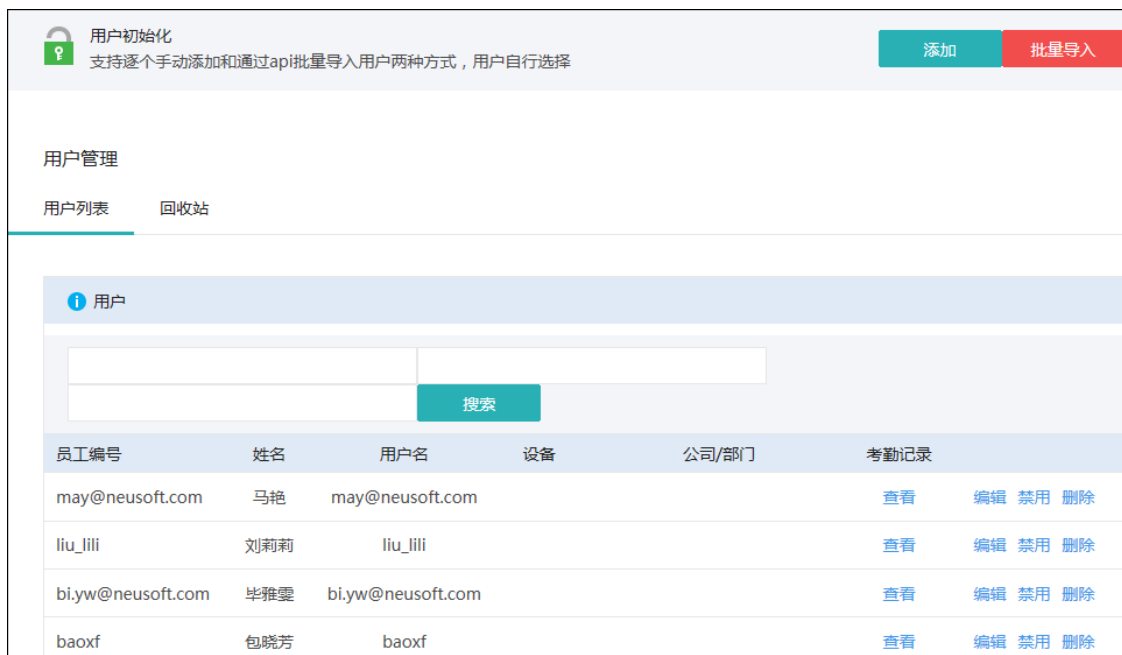 用户初始化
支持逐个手动添加和通过api批量导入用户两种方式，用户自行选择
添加 批量导入
用户管理
用户列表 回收站
用户
搜索
员工编号 姓名 用户名 设备 公司/部门 考勤记录
may@neusoft.com 马艳 may@neusoft.com 查看 编辑 禁用 删除
liu_lili 刘莉莉 liu_lili 查看 编辑 禁用 删除
bi.yw@neusoft.com 毕雅雯 bi.yw@neusoft.com 查看 编辑 禁用 删除
baoxf 包晓芳 baoxf 查看 编辑 禁用 删除